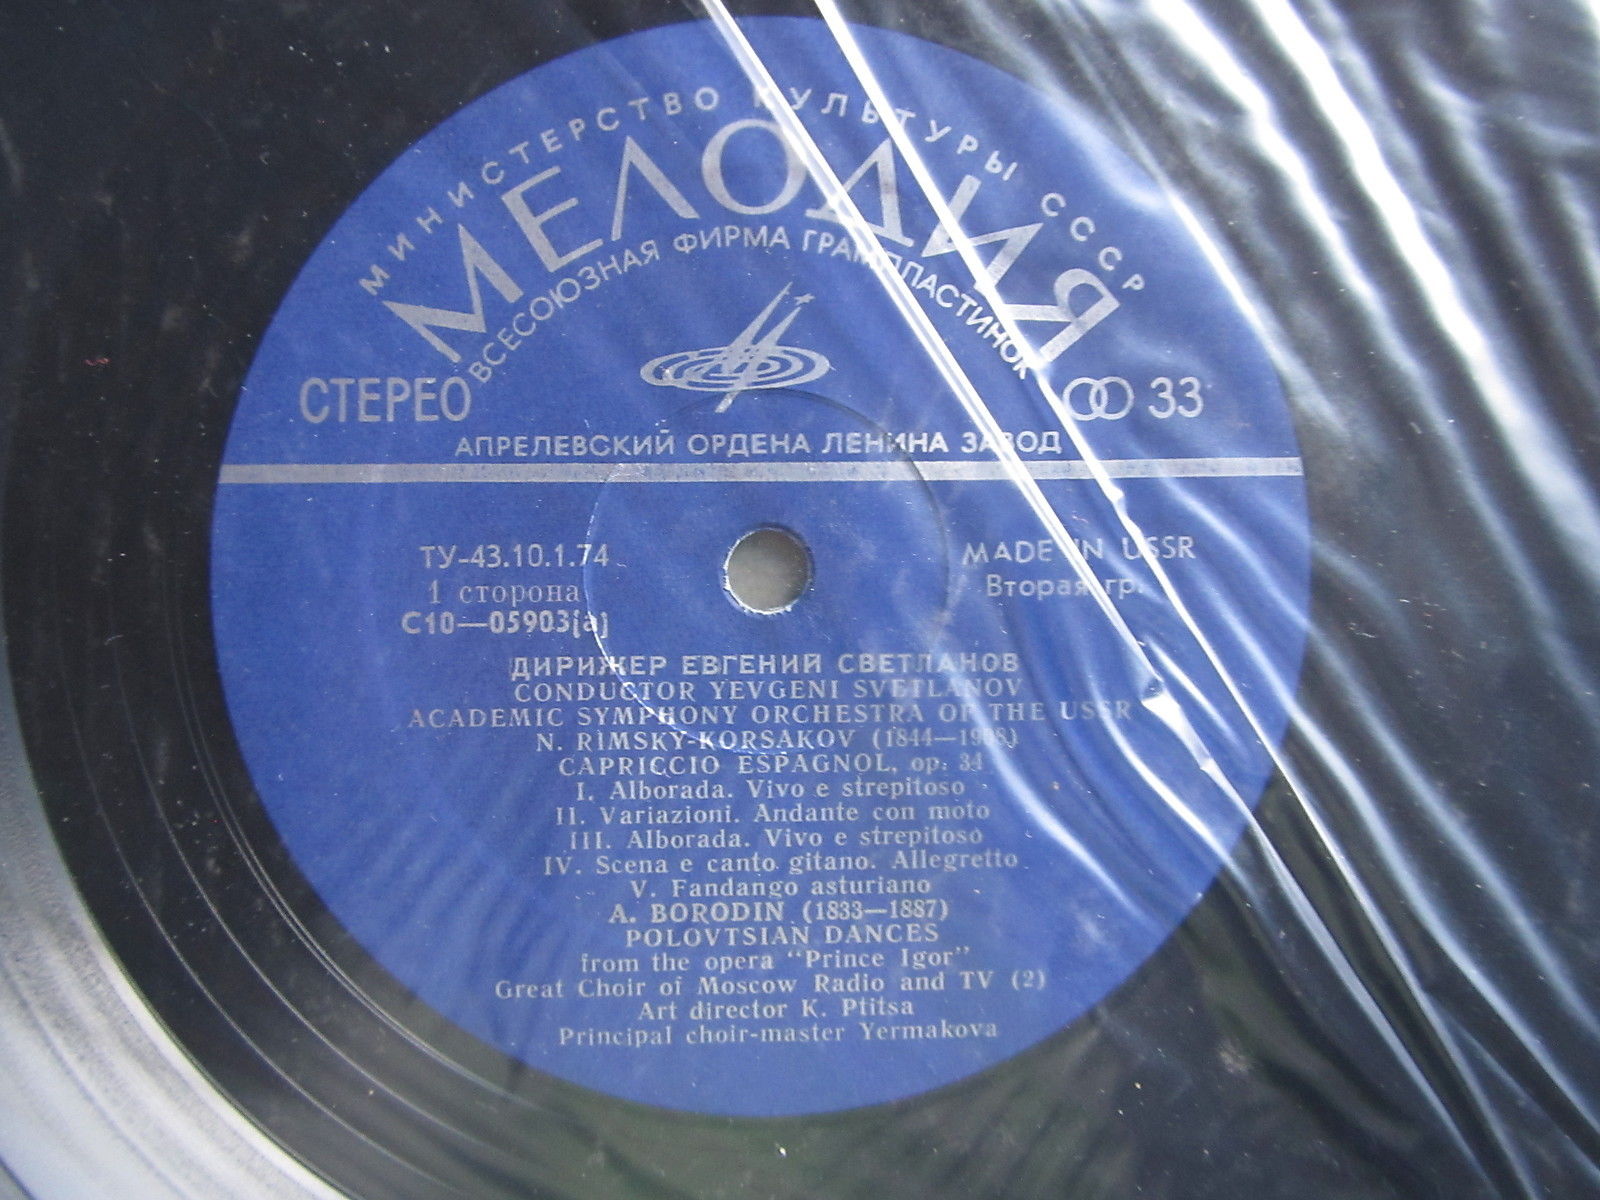 МИНИСТЕРСТВО КУЛЬТУРЫ СССР
МЕЛОДИЯ
ВСЕСОЮЗНАЯ ФИРМА ГРАМПЛАСТИНОК
СТЕРЕО
33
АПРЕЛЕВСКИЙ ОРДЕНА ЛЕНИНА ЗАВОД
ТУ-43.10.1.74
1 сторона
С10—05903(а)
MADE IN USSR
Вторая гр.
ДИРИЖЕР ЕВГЕНИЙ СВЕТЛАНОВ
CONDUCTOR YEVGENI SVETLANOV
ACADEMIC SYMPHONY ORCHESTRA OF THE USSR
N. RIMSKY-KORSAKOV (1844—1908)
CAPRICCIO ESPAGNOL, op. 34
I. Alborada. Vivo e strepitoso
II. Variazioni. Andante con moto
III. Alborada. Vivo e strepitoso
IV. Scena e canto gitano. Allegretto
V. Fandango asturiano
A. BORODIN (1833—1887)
POLOVTSIAN DANCES
from the opera "Prince Igor"
Great Choir of Moscow Radio and TV (2)
Art director K. Ptitsa
Principal choir-master Yermakova